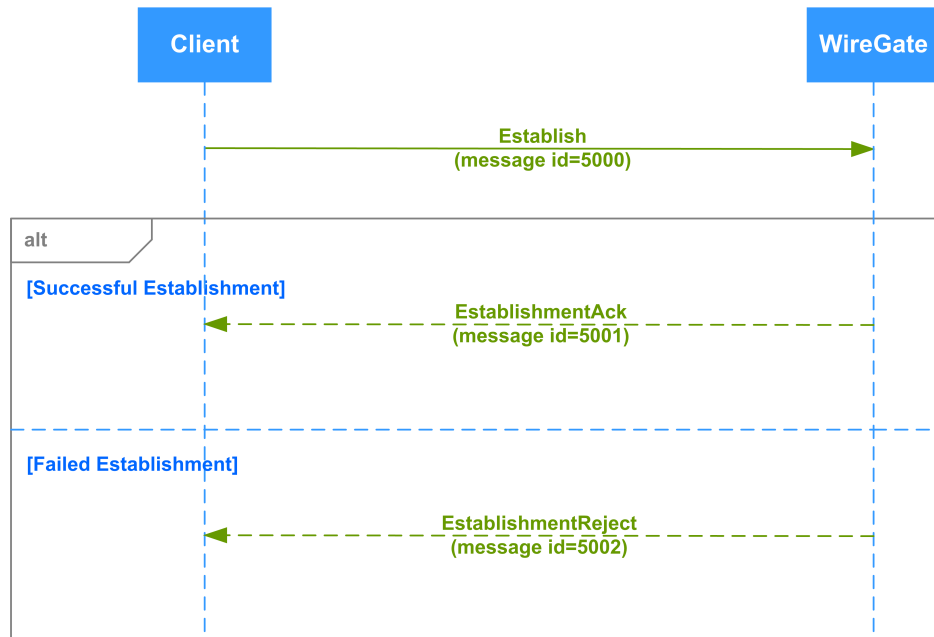 Client
WireGate
Establish
(message id=5000)
alt
[Successful Establishment]
EstablishmentAck
(message id=5001)
[Failed Establishment]
EstablishmentReject
(message id=5002)